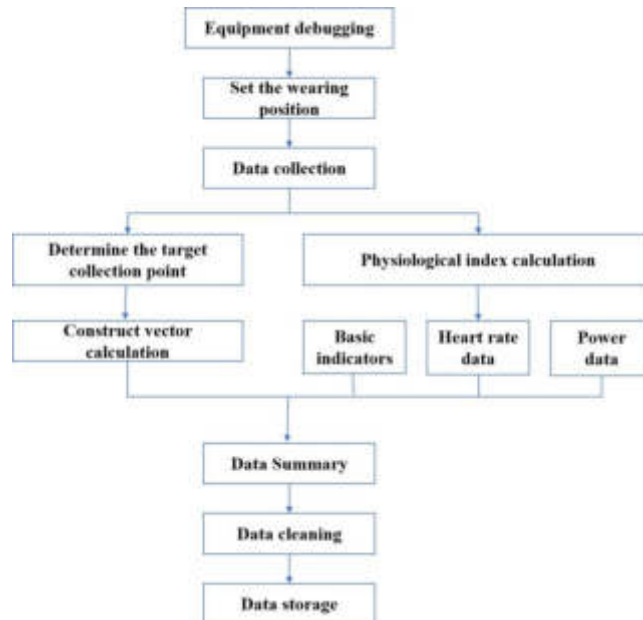 Equipment debugging
Set the wearing
position
Data collection
Determine the target
collection point
Physiological index calculation
Construct vector
calculation
Basic
indicators
Heart rate
data
Power
data
Data Summary
Data cleaning
Data storage